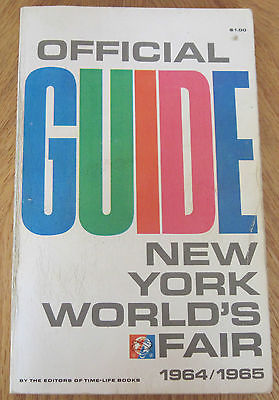 $1.00
OFFICIAL
GUIDE
NEW
YORK
WORLD'S
FAIR
1964/1965
BY THE EDITORS OF TIME-LIFE BOOKS